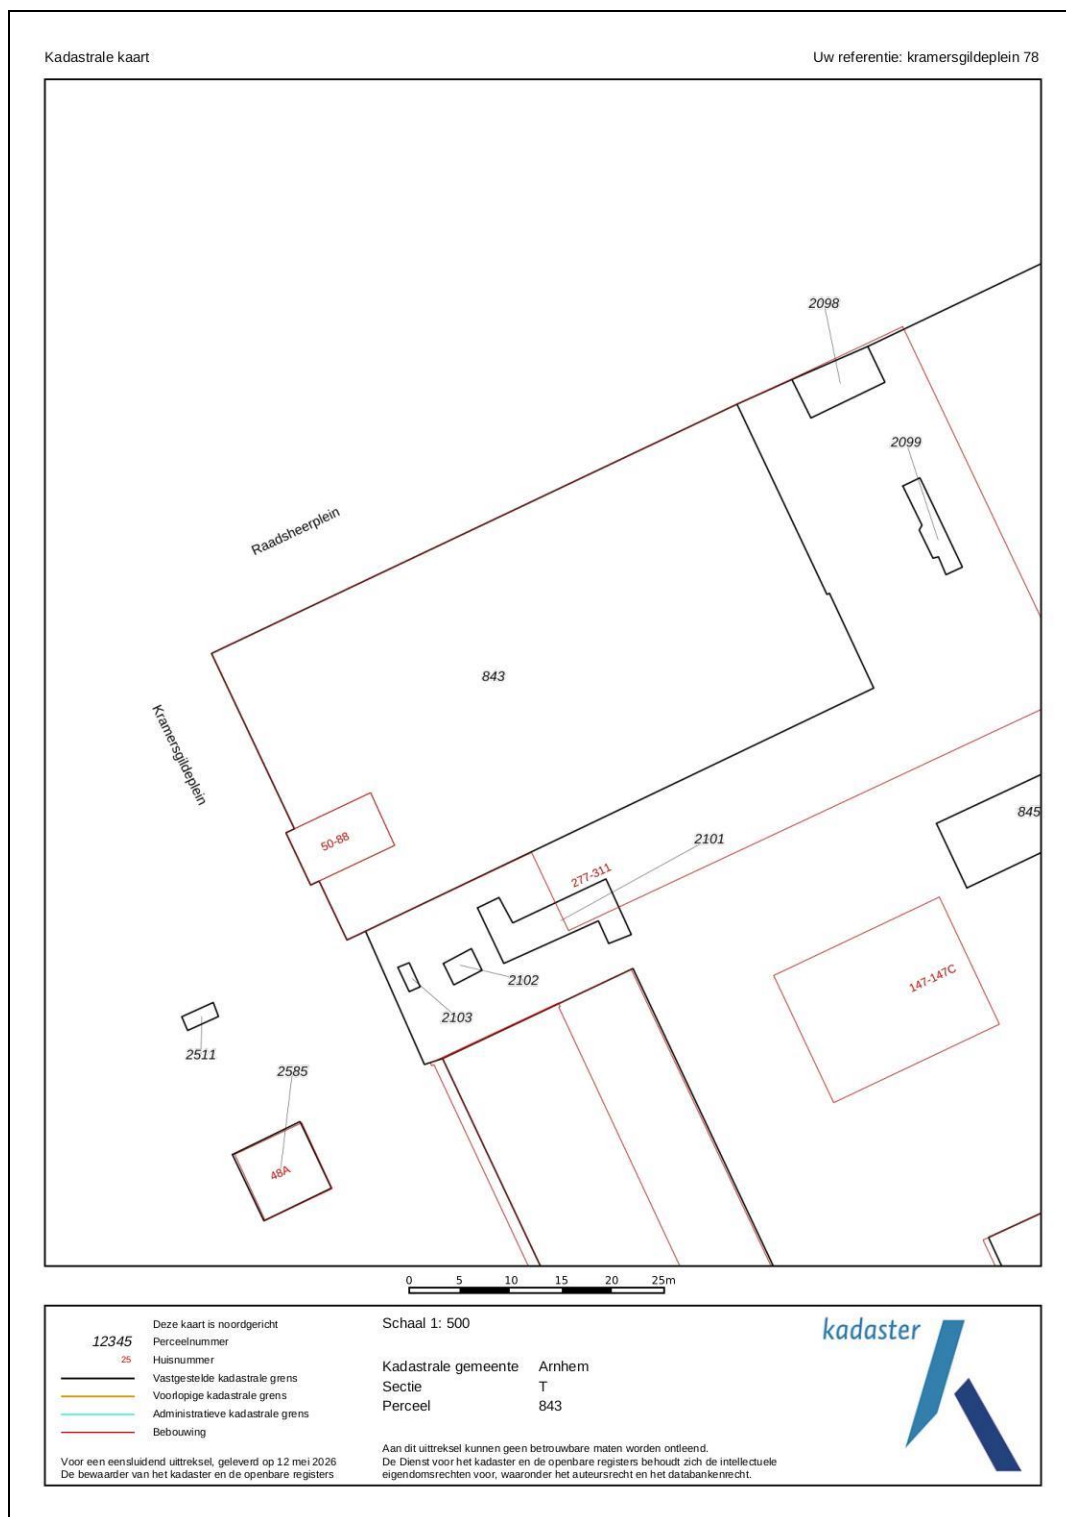 Kadastrale kaart
Uw referentie: kramersgildeplein 78
2098
2099
Raadsheerplein
843
Kramersgildeplein
845
50-88
2101
277-311
2102
147-147C
2103
2511
2585
48A
0 5 10 15 20 25m
Deze kaart is noordgericht
12345 Perceelnummer
25 Huisnummer
Vastgestelde kadastrale grens
Voorlopige kadastrale grens
Administratieve kadastrale grens
Bebouwing
Voor een eensluidend uittreksel, geleverd op 12 mei 2026
De bewaarder van het kadaster en de openbare registers
Schaal 1: 500
Kadastrale gemeente Arnhem
Sectie T
Perceel 843
Aan dit uittreksel kunnen geen betrouwbare maten worden ontleend.
De Dienst voor het kadaster en de openbare registers behoudt zich de intellectuele
eigendomsrechten voor, waaronder het auteursrecht en het databankenrecht.
kadaster